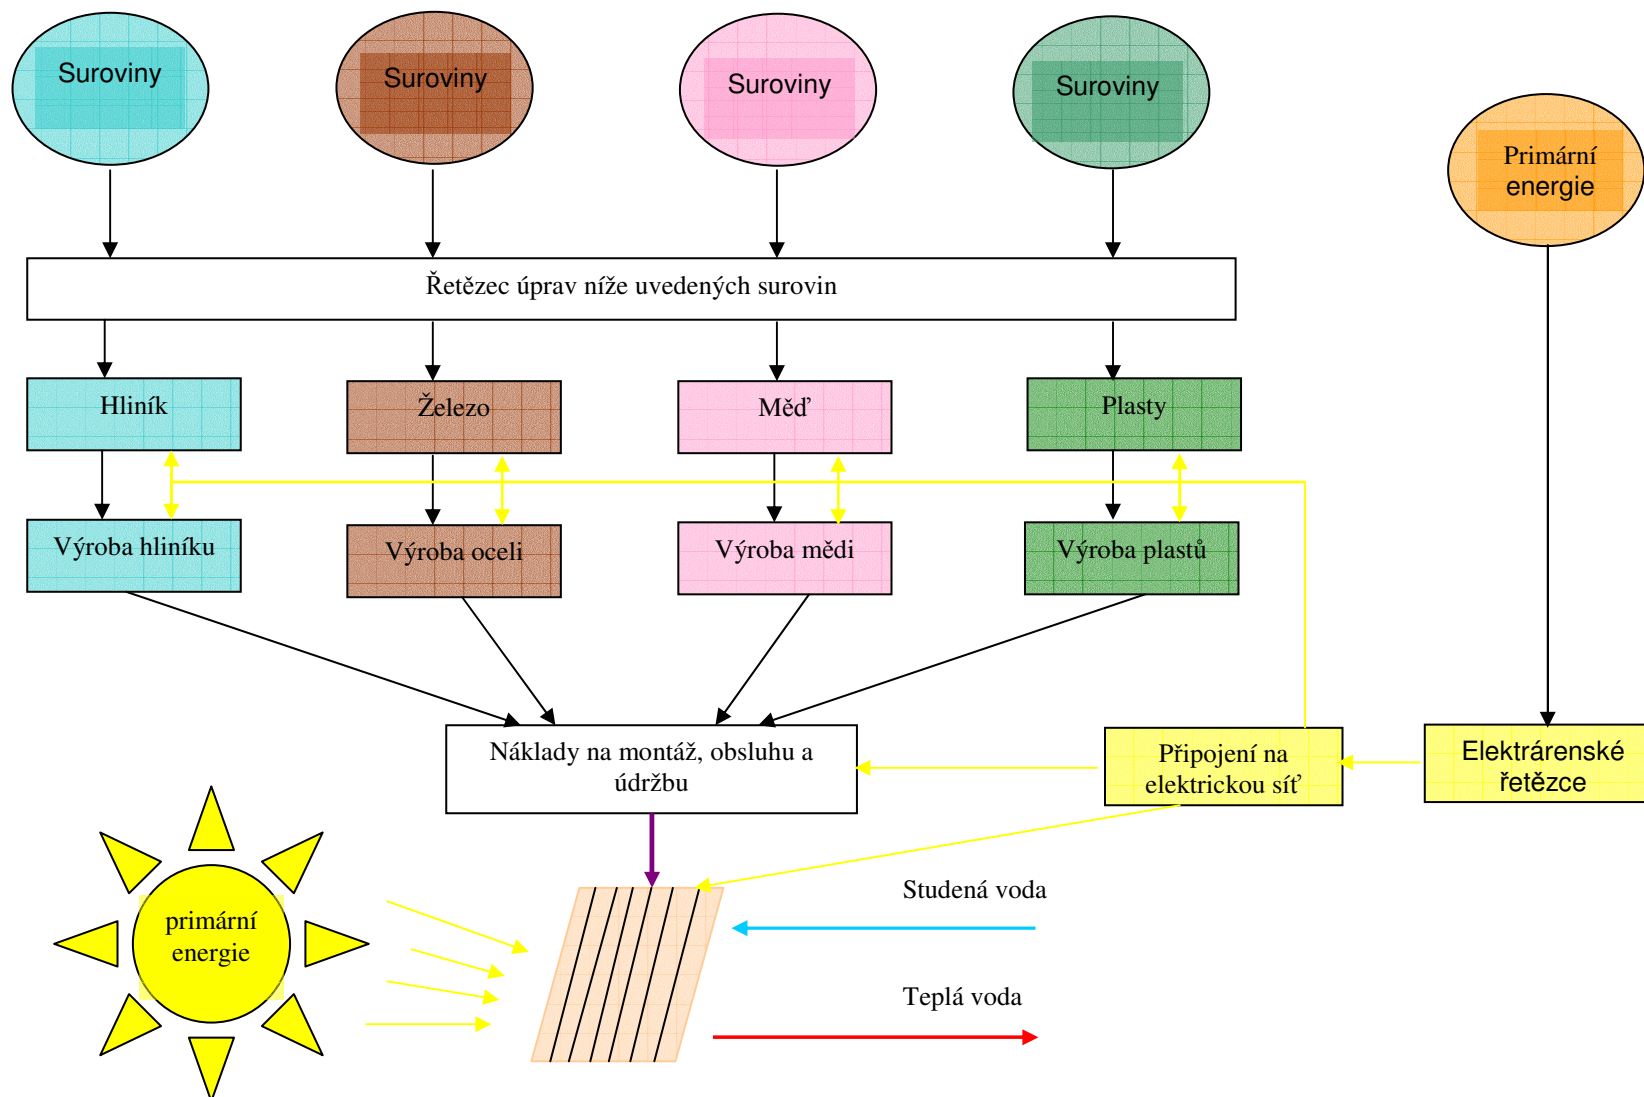 Suroviny
Suroviny
Suroviny
Suroviny
Primární
energie
Řetězec úprav níže uvedených surovin
Hliník
Železo
Měď
Plasty
Výroba hliníku
Výroba oceli
Výroba mědi
Výroba plastů
Náklady na montáž, obsluhu a
údržbu
Připojení na
elektrickou síť
Elektrárenské
řetězce
primární
energie
Studená voda
Teplá voda